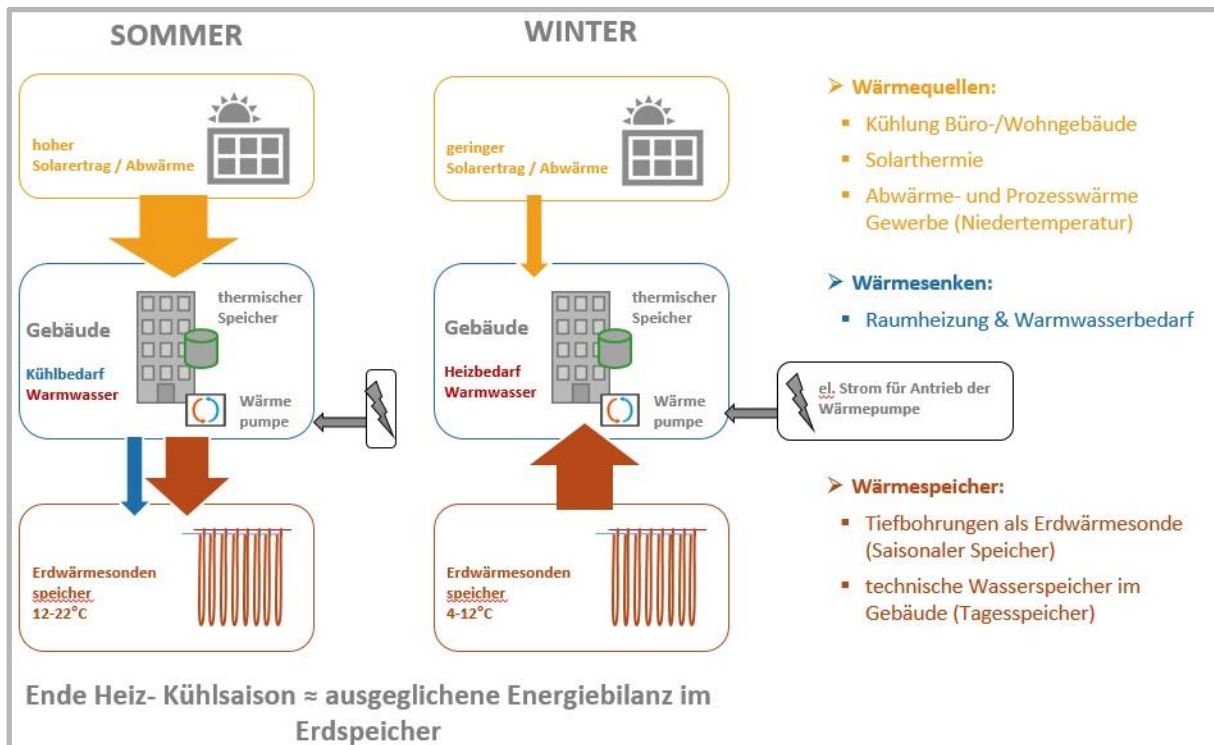 SOMMER
hoher
Solarertrag / Abwärme
Gebäude
thermischer
Speicher
Kühlbedarf
Warmwasser
Wärme
pumpe
Erdwärmesonden
speicher
12-22°C
WINTER
geringer
Solarertrag / Abwärme
Gebäude
thermischer
Speicher
Heizbedarf
Warmwasser
Wärme
pumpe
el. Strom für Antrieb der
Wärmepumpe
Erdwärmesonden
speicher
4-12°C
Wärmequellen:
Kühlung Büro-/Wohngebäude
Solarthermie
Abwärme- und Prozesswärme
Gewerbe (Niedertemperatur)
Wärmesenken:
Raumheizung & Warmwasserbedarf
Wärmespeicher:
Tiefbohrungen als Erdwärmesonde
(Saisonaler Speicher)
technische Wasserspeicher im
Gebäude (Tagesspeicher)
Ende Heiz- Kühlsaison ≈ ausgeglichene Energiebilanz im
Erdspeicher